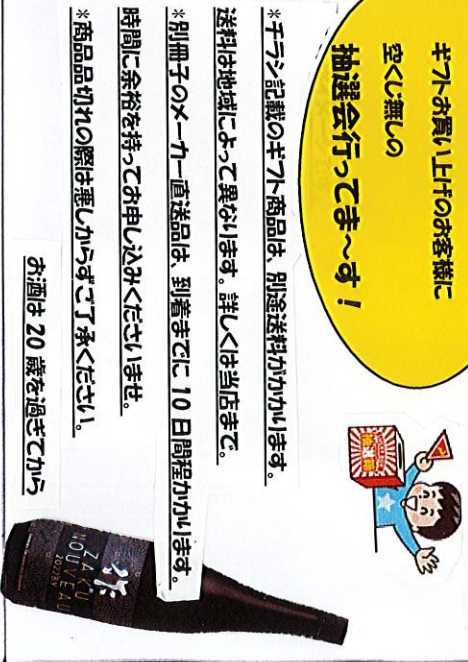 ギフトお買い上げのお客様に
空くじ無しの
抽選会行ってま～す！
*チラシ記載のギフト商品は、別途送料がかかります。
送料は地域によって異なります。詳しくは当店まで。
*別冊子のメーカー直送品は、到着までに10日間程かかります。
時間に余裕を持ってお申し込みくださいませ。
*商品品切れの際は悪しからずご了承ください。
お酒は20歳を過ぎてから
抽選箱
ZAKU
NOUVEAU